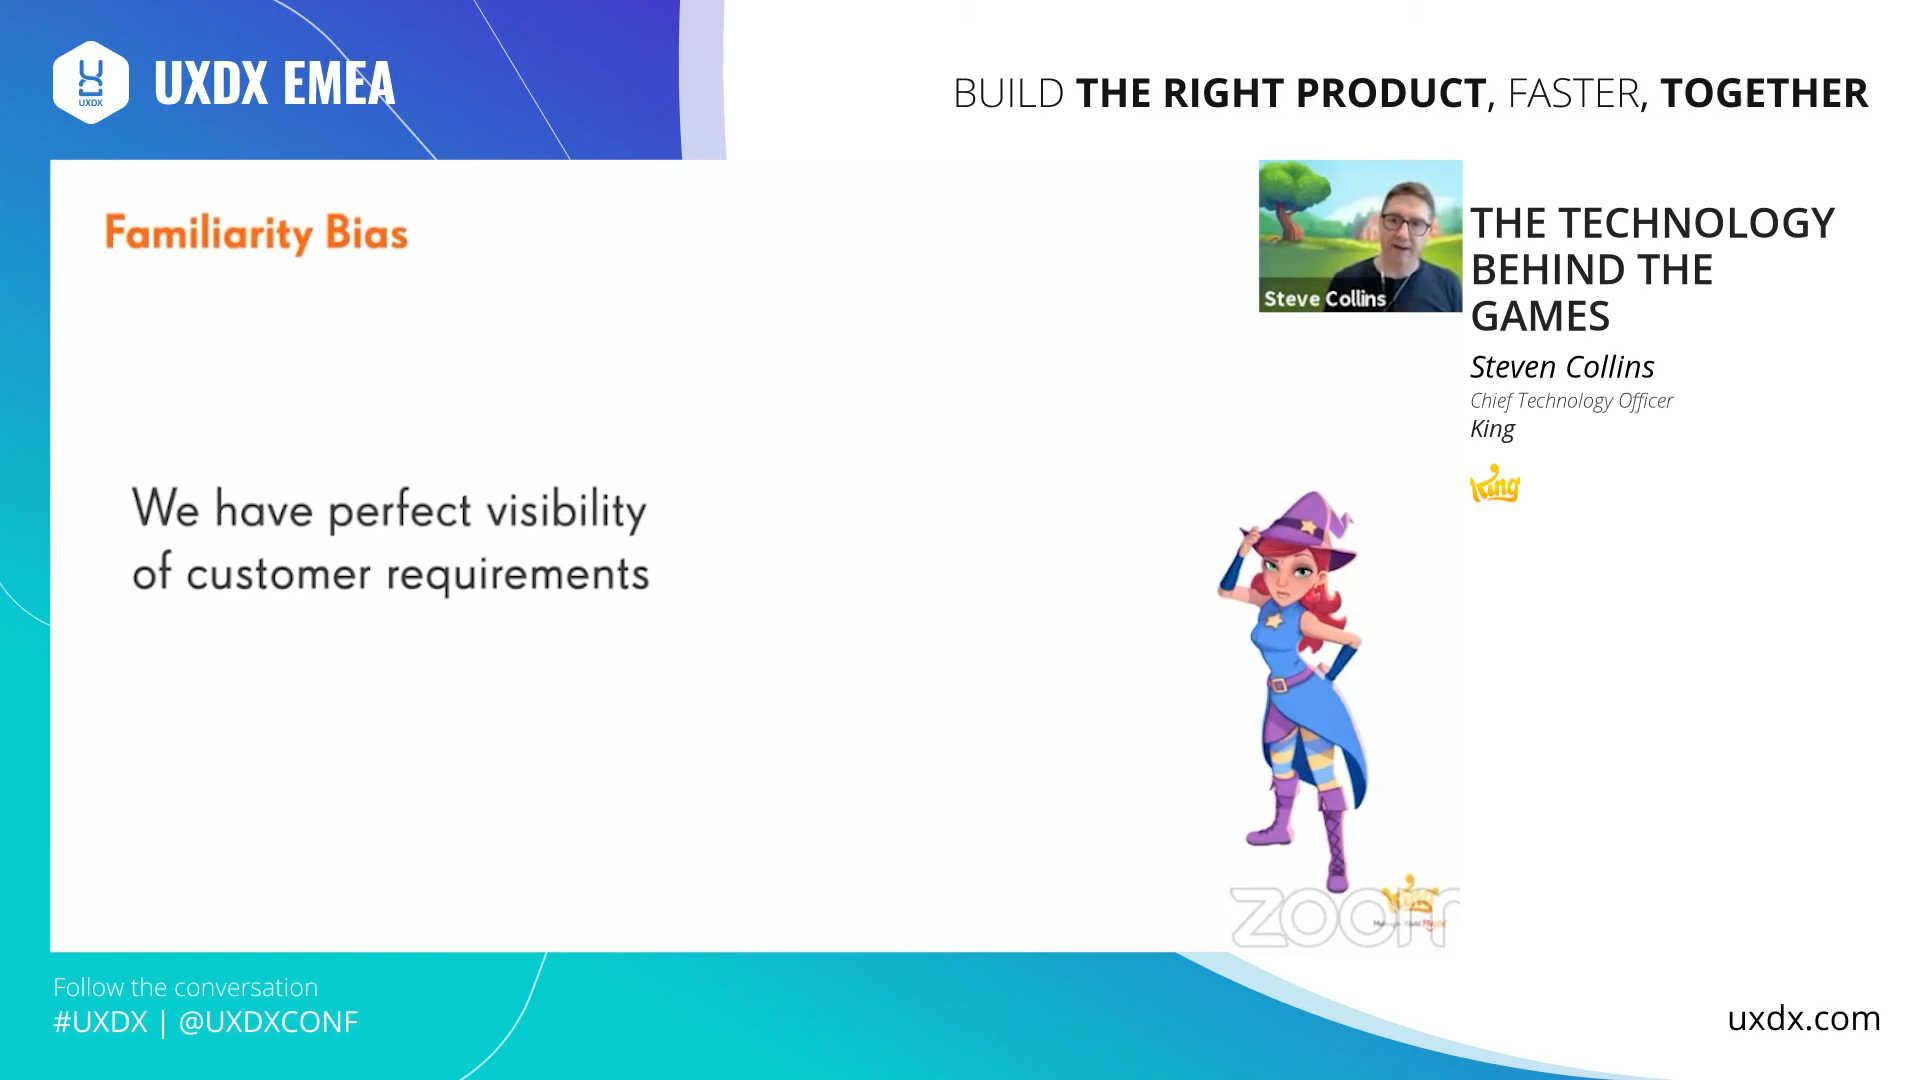 UXDX
UXDX EMEA
BUILD THE RIGHT PRODUCT, FASTER, TOGETHER
Familiarity Bias
Steve Collins
THE TECHNOLOGY
BEHIND THE
GAMES
Steven Collins
Chief Technology Officer
King
King
We have perfect visibility
of customer requirements
zoom
King
Follow the conversation
#UXDX | @UXDXCONF
uxdx.com